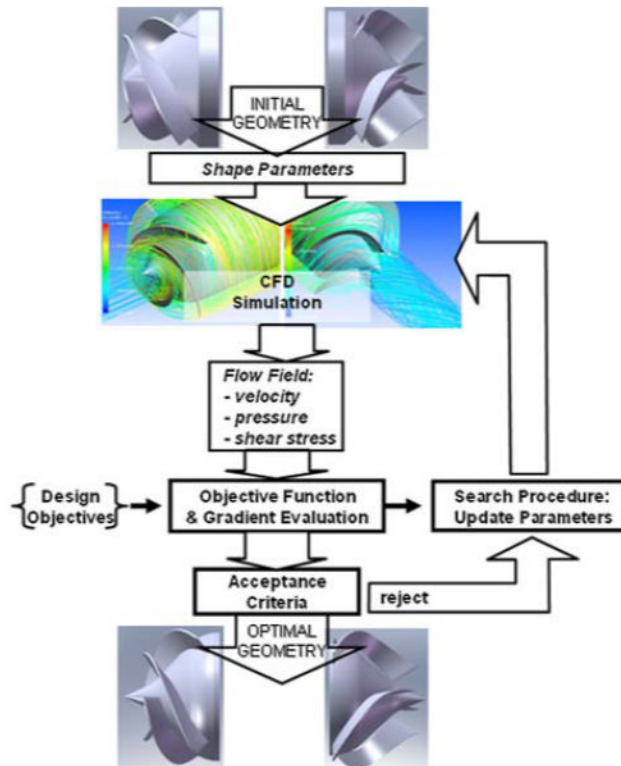 INITIAL
GEOMETRY
Shape Parameters
CFD
Simulation
Flow Field:
- velocity
- pressure
- shear stress
Design
Objectives
Objective Function
& Gradient Evaluation
Search Procedure:
Update Parameters
Acceptance
Criteria
reject
OPTIMAL
GEOMETRY